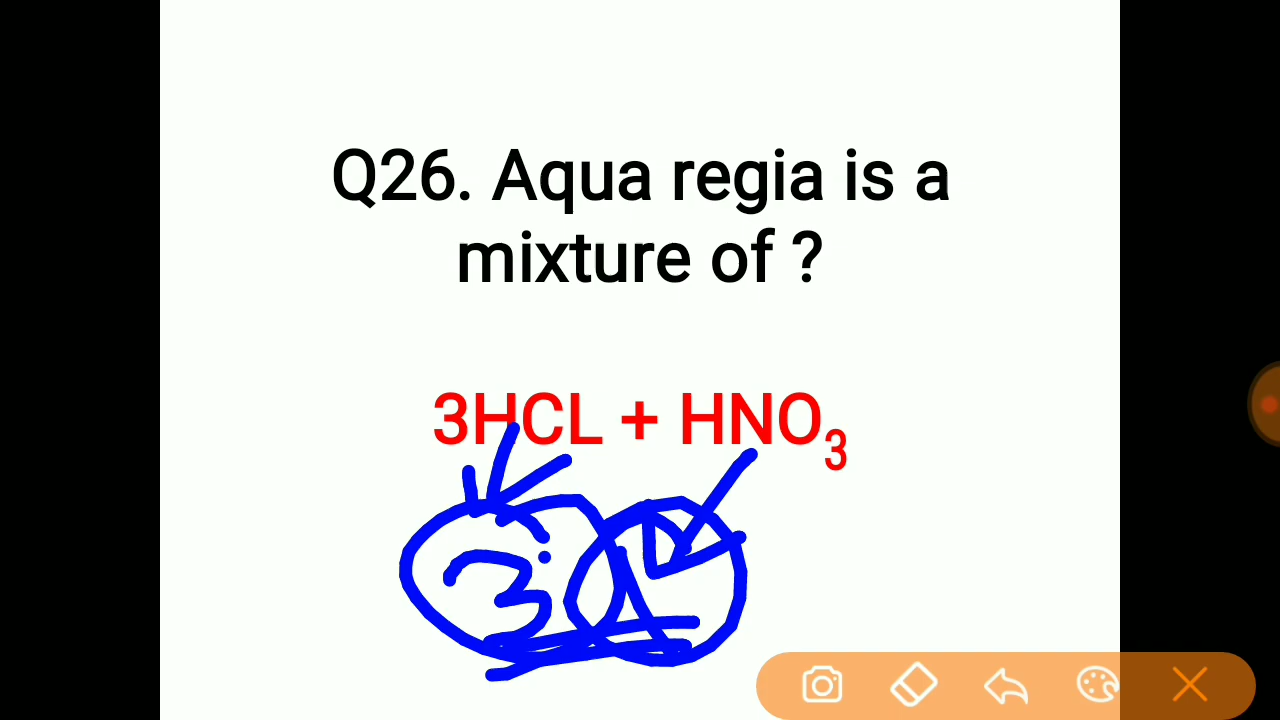 Q26. Aqua regia is a
mixture of ?
3HCL + HNO₃
3:1